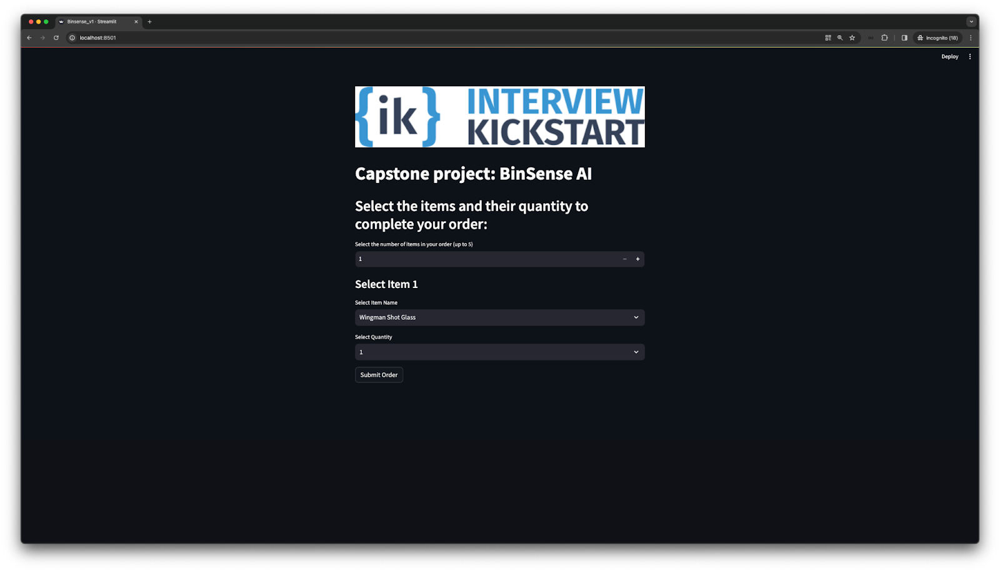 Binsense_v1 · Streamlit
localhost:8501
Incognito (18)
Deploy
{ik} INTERVIEW
KICKSTART
Capstone project: BinSense AI
Select the items and their quantity to
complete your order:
Select the number of items in your order (up to 5)
1
Select Item 1
Select Item Name
Wingman Shot Glass
Select Quantity
1
Submit Order